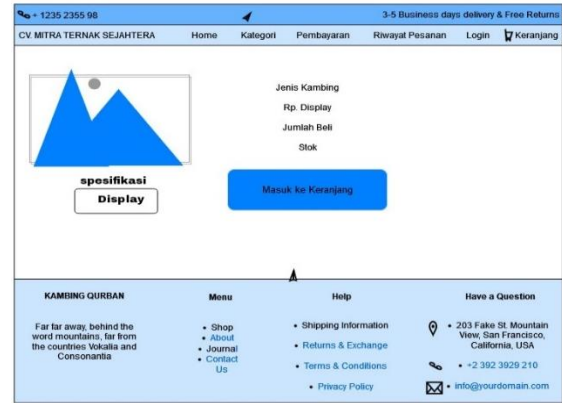 + 1235 2355 98
3-5 Business days delivery & Free Returns
CV. MITRA TERNAK SEJAHTERA
Home
Kategori
Pembayaran
Riwayat Pesanan
Login
Keranjang
Jenis Kambing
Rp. Display
Jumlah Beli
Stok
spesifikasi
Display
Masuk ke Keranjang
KAMBING QURBAN
Far far away, behind the
word mountains, far from
the countries Vokalia and
Consonantia
Menu
Shop
About
Journal
Contact
Us
Help
Shipping Information
Returns & Exchange
Terms & Conditions
Privacy Policy
Have a Question
203 Fake St. Mountain
View, San Francisco,
California, USA
+2 392 3929 210
info@yourdomain.com